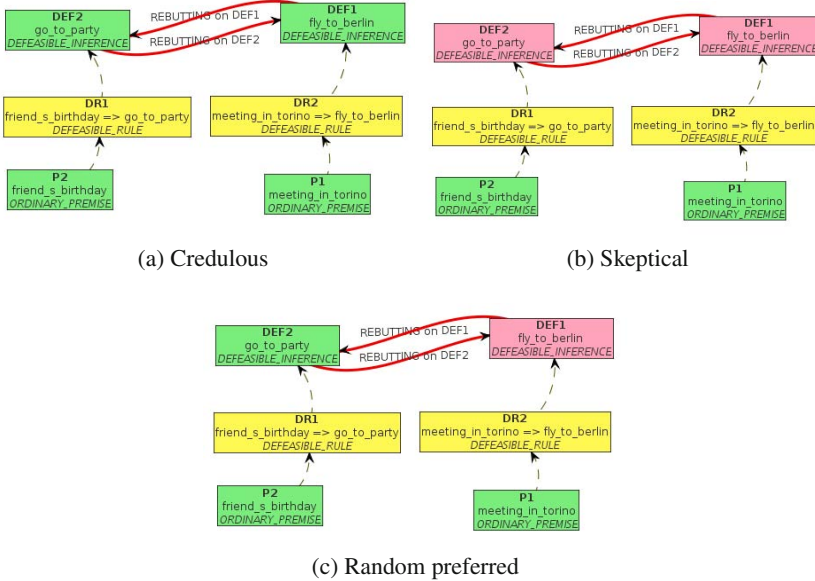 DEF2
go_to_party
DEFEASIBLE_INFERENCE
REBUTTING on DEF1
REBUTTING on DEF2
DEF1
fly_to_berlin
DEFEASIBLE_INFERENCE
DR1
friend_s_birthday => go_to_party
DEFEASIBLE_RULE
DR2
meeting_in_torino => fly_to_berlin
DEFEASIBLE_RULE
P2
friend_s_birthday
ORDINARY_PREMISE
P1
meeting_in_torino
ORDINARY_PREMISE
(a) Credulous
DEF2
go_to_party
DEFEASIBLE_INFERENCE
REBUTTING on DEF1
REBUTTING on DEF2
DEF1
fly_to_berlin
DEFEASIBLE_INFERENCE
DR1
friend_s_birthday => go_to_party
DEFEASIBLE_RULE
DR2
meeting_in_torino => fly_to_berlin
DEFEASIBLE_RULE
P2
friend_s_birthday
ORDINARY_PREMISE
P1
meeting_in_torino
ORDINARY_PREMISE
(b) Skeptical
DEF2
go_to_party
DEFEASIBLE_INFERENCE
REBUTTING on DEF1
REBUTTING on DEF2
DEF1
fly_to_berlin
DEFEASIBLE_INFERENCE
DR1
friend_s_birthday => go_to_party
DEFEASIBLE_RULE
DR2
meeting_in_torino => fly_to_berlin
DEFEASIBLE_RULE
P2
friend_s_birthday
ORDINARY_PREMISE
P1
meeting_in_torino
ORDINARY_PREMISE
(c) Random preferred